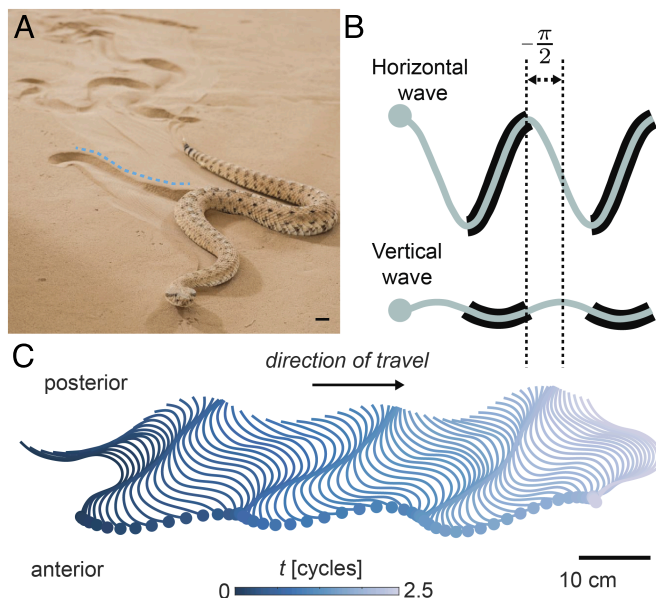 A
B
−π/2
Horizontal
wave
Vertical
wave
C
direction of travel
posterior
anterior
t [cycles]
0
2.5
10 cm